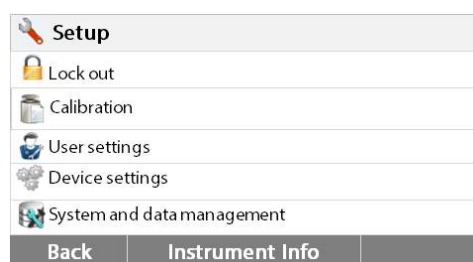 Setup
Lock out
Calibration
User settings
Device settings
System and data management
Back Instrument Info